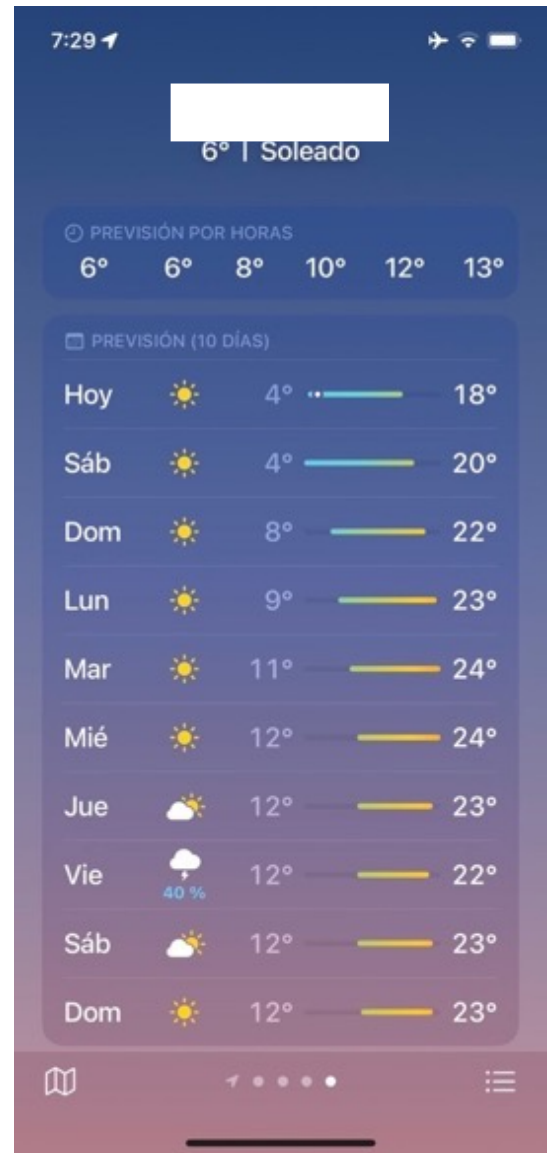 7:29
6° | Soleado
PREVISIÓN POR HORAS
6° 6° 8° 10° 12° 13°
PREVISIÓN (10 DÍAS)
Hoy 4° 18°
Sáb 4° 20°
Dom 8° 22°
Lun 9° 23°
Mar 11° 24°
Mié 12° 24°
Jue 12° 23°
Vie 40 % 12° 22°
Sáb 12° 23°
Dom 12° 23°